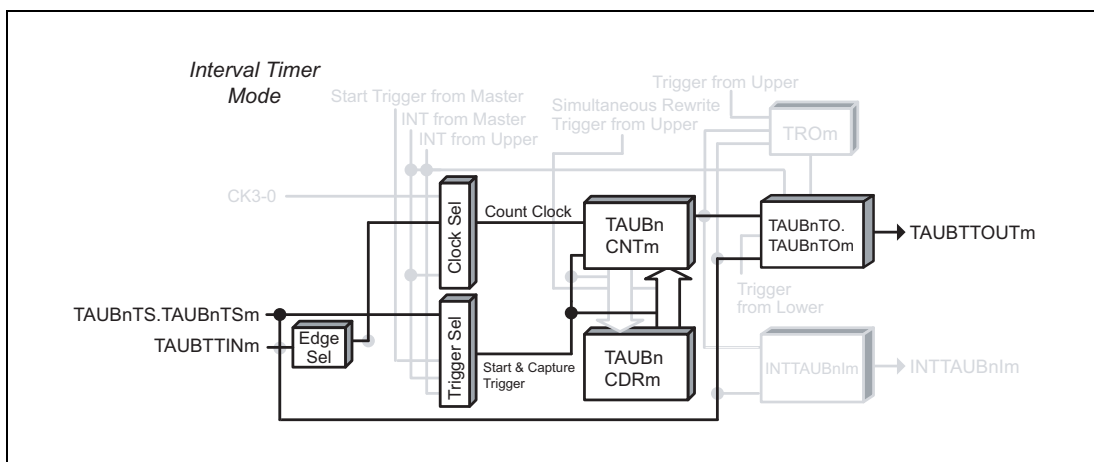 Interval Timer
Mode
Start Trigger from Master
INT from Master
INT from Upper
Simultaneous Rewrite
Trigger from Upper
Trigger from Upper
TROm
CK3-0
Clock Sel
Count Clock
TAUBn
CNTm
TAUBnTO.
TAUBnTOm
TAUBTTOUTm
Trigger
from Lower
TAUBnTS.TAUBnTSm
TAUBTTINm
Edge
Sel
Trigger Sel
Start & Capture
Trigger
TAUBn
CDRm
INTTAUBnIm
INTTAUBnIm